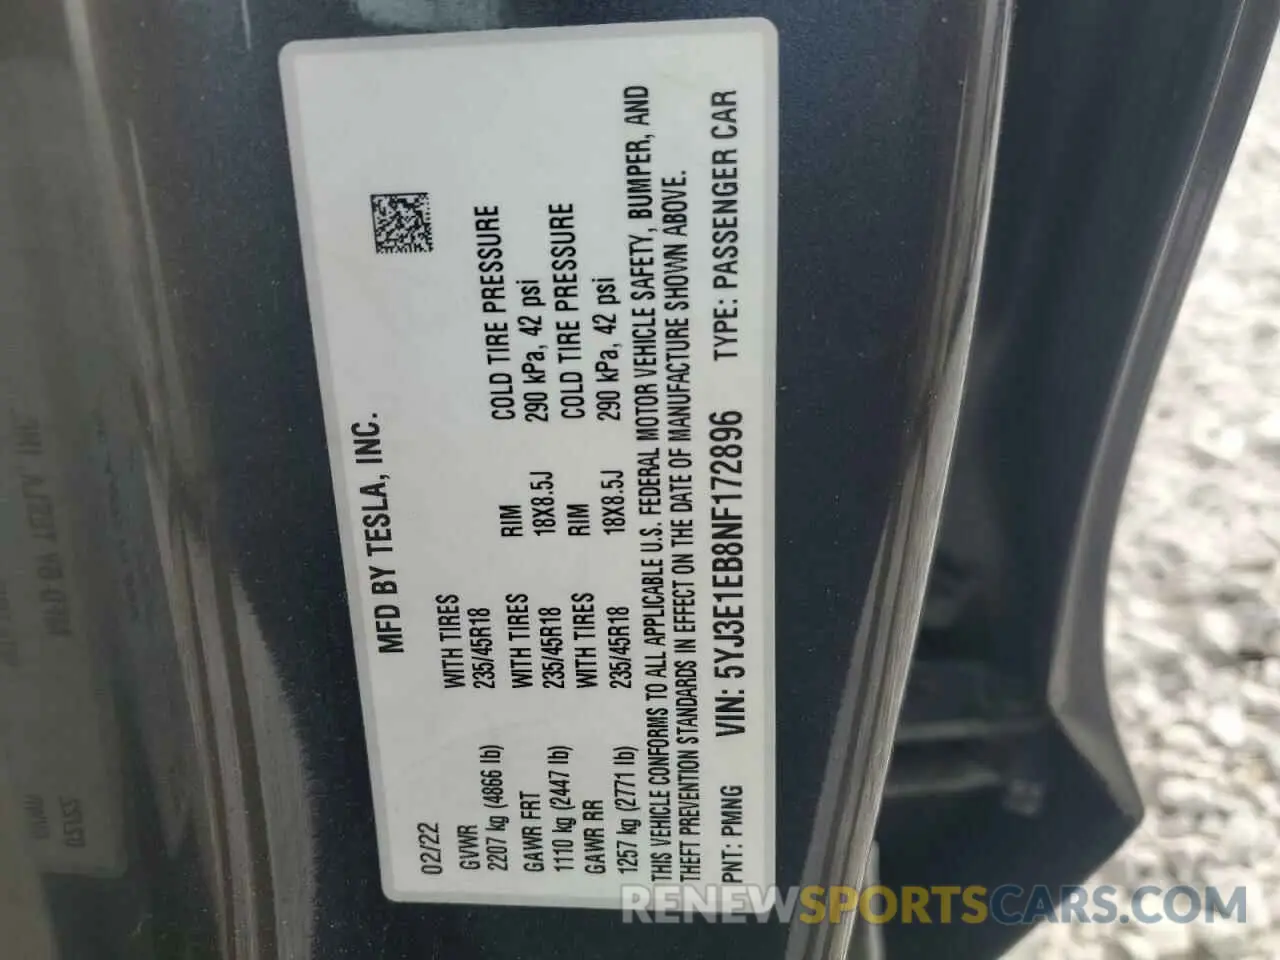 MFD BY TESLA, INC.
02/22
GVWR WITH TIRES RIM COLD TIRE PRESSURE
2207 kg (4866 lb) 235/45R18 18X8.5J 290 kPa, 42 psi
GAWR FRT WITH TIRES RIM COLD TIRE PRESSURE
1110 kg (2447 lb) 235/45R18 18X8.5J 290 kPa, 42 psi
GAWR RR WITH TIRES
1257 kg (2771 lb) 235/45R18
THIS VEHICLE CONFORMS TO ALL APPLICABLE U.S. FEDERAL MOTOR VEHICLE SAFETY, BUMPER, AND
THEFT PREVENTION STANDARDS IN EFFECT ON THE DATE OF MANUFACTURE SHOWN ABOVE.
PNT: PMNG VIN: 5YJ3E1EB8NF172896 TYPE: PASSENGER CAR
RENEWSPORTSCARS.COM